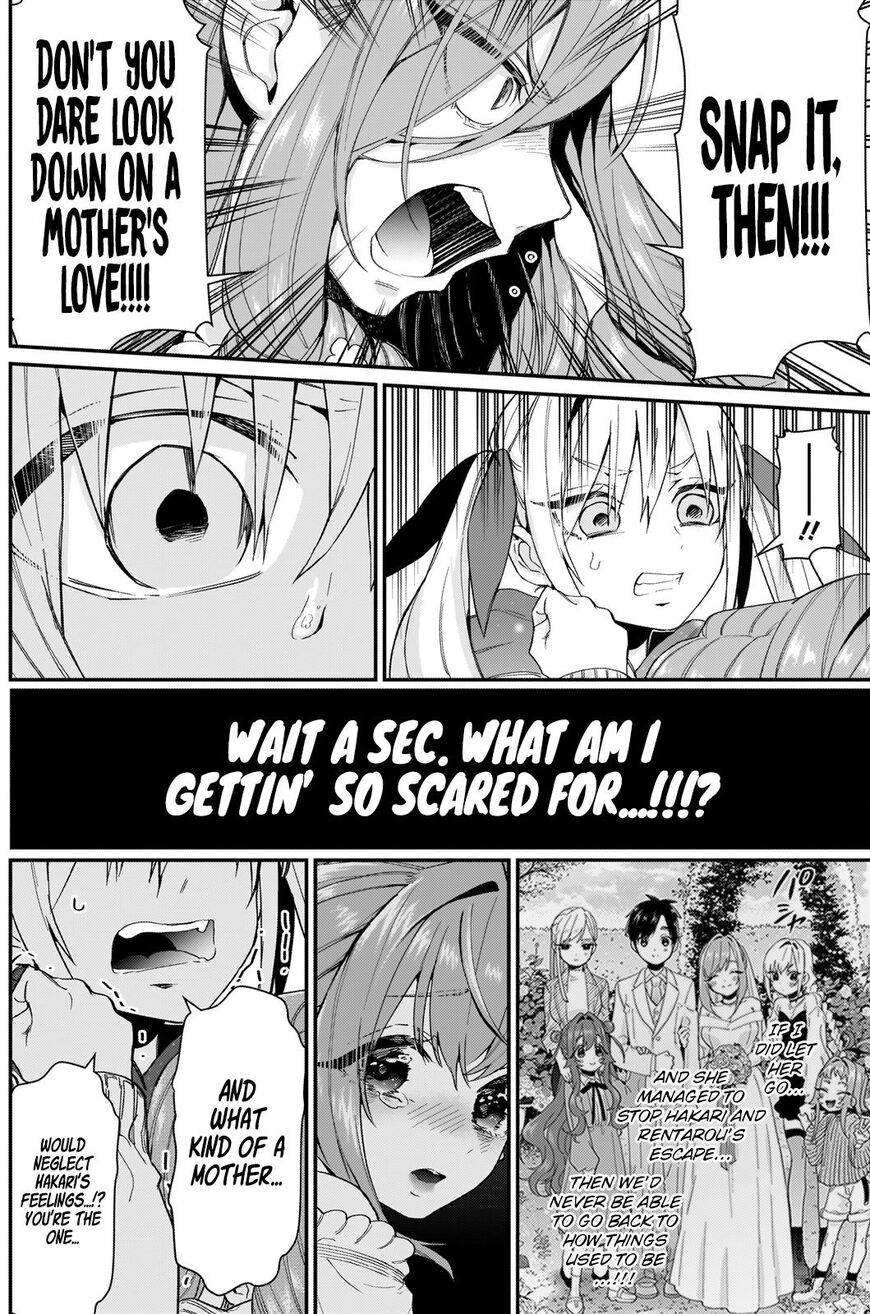 SNAP IT,
THEN!!!
DON'T YOU
DARE LOOK
DOWN ON A
MOTHER'S
LOVE!!!!
——!!
WAIT A SEC. WHAT AM I
GETTIN' SO SCARED FOR....!!!?
パシャ
IF I
DID LET
HER
GO...
AND SHE
MANAGED TO
STOP HAKARI AND
RENTAROU'S
ESCAPE...
THEN WE'D
NEVER BE ABLE
TO GO BACK TO
HOW THINGS
USED TO BE
...!!!
AND
WHAT
KIND OF A
MOTHER...
WOULD
NEGLECT
HAKARI'S
FEELINGS...!?
YOU'RE THE
ONE...